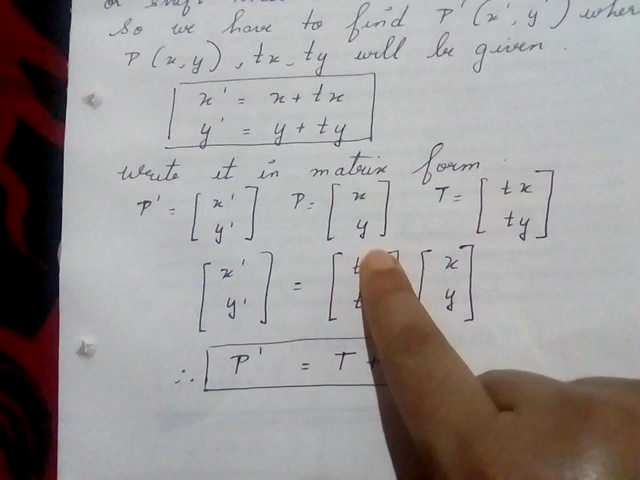 So we have to find P'(x', y')
P(x, y), tx, ty will be given.
x' = x + tx
y' = y + ty
write it in matrix form.
P' = [ x' y' ] P = [ x y ] T = [ tx ty ]
[ x' y' ] = [ x y ]
∴ P' = T +